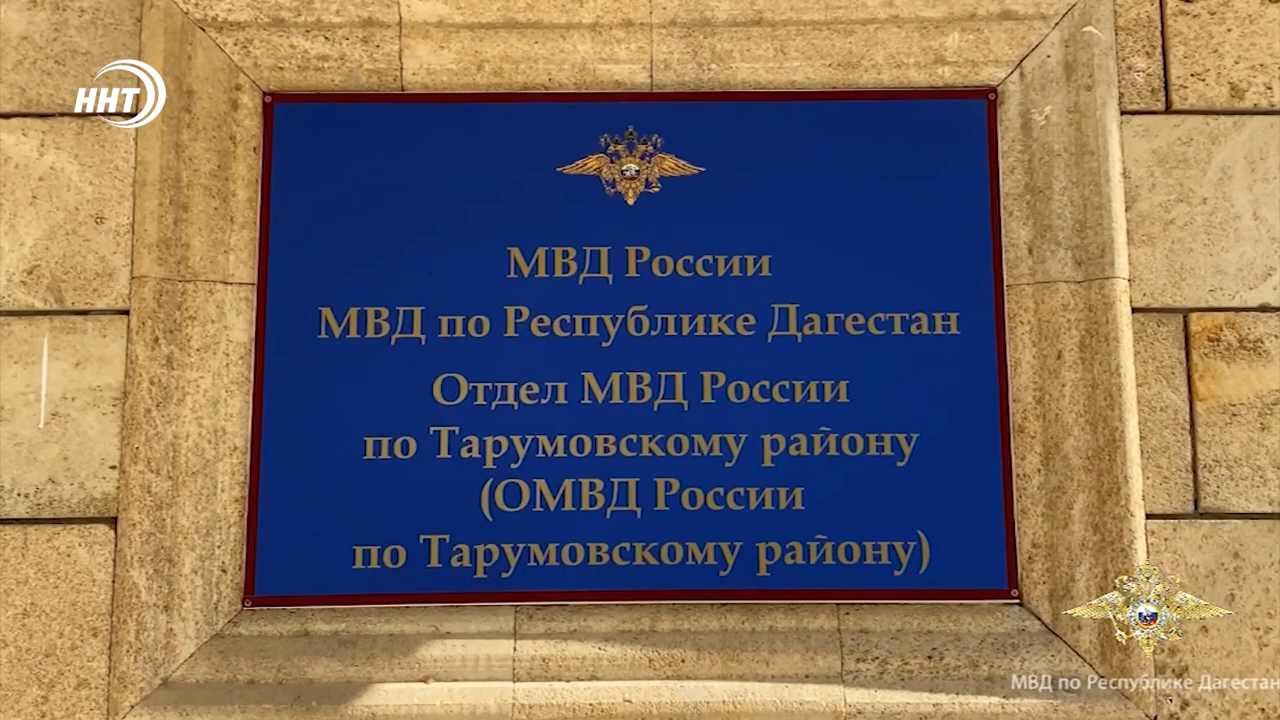 ННТ
МВД России
МВД по Республике Дагестан
Отдел МВД России
по Тарумовскому району
(ОМВД России
по Тарумовскому району)
МВД по Республике Дагестан